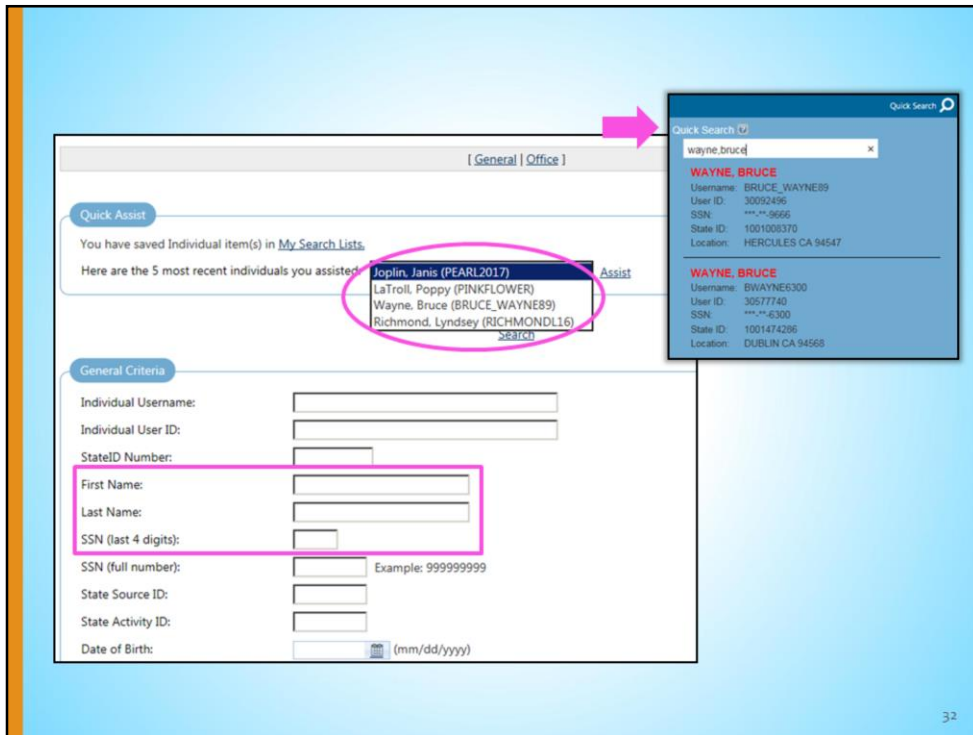 Quick Search
Quick Search ?
wayne,bruce ×
WAYNE, BRUCE
Username: BRUCE_WAYNE89
User ID: 30092496
SSN: ***-**-9666
State ID: 1001008370
Location: HERCULES CA 94547
WAYNE, BRUCE
Username: BWAYNE6300
User ID: 30577740
SSN: ***-**-6300
State ID: 1001474286
Location: DUBLIN CA 94568
[ General | Office ]
Quick Assist
You have saved Individual item(s) in My Search Lists.
Here are the 5 most recent individuals you assisted: Joplin, Janis (PEARL2017) Assist
LaTroll, Poppy (PINKFLOWER)
Wayne, Bruce (BRUCE_WAYNE89)
Richmond, Lyndsey (RICHMONDL16)
Search
General Criteria
Individual Username:
Individual User ID:
StateID Number:
First Name:
Last Name:
SSN (last 4 digits):
SSN (full number): Example: 999999999
State Source ID:
State Activity ID:
Date of Birth: (mm/dd/yyyy)
32